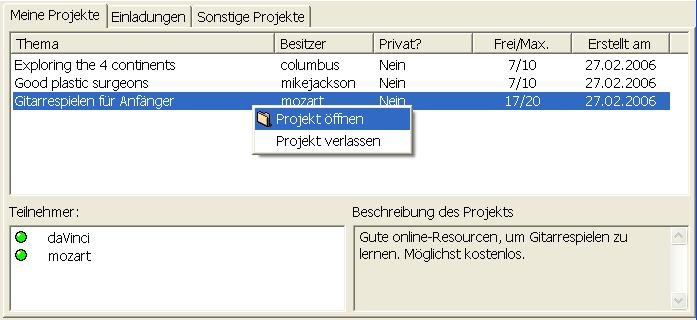 Meine Projekte Einladungen Sonstige Projekte
Thema Besitzer Privat? Frei/Max. Erstellt am
Exploring the 4 continents columbus Nein 7/10 27.02.2006
Good plastic surgeons mikejackson Nein 7/10 27.02.2006
Gitarrespielen für Anfänger mozart Nein 17/20 27.02.2006
Projekt öffnen
Projekt verlassen
Teilnehmer: Beschreibung des Projekts
daVinci Gute online-Resourcen, um Gitarrespielen zu
mozart lernen. Möglichst kostenlos.